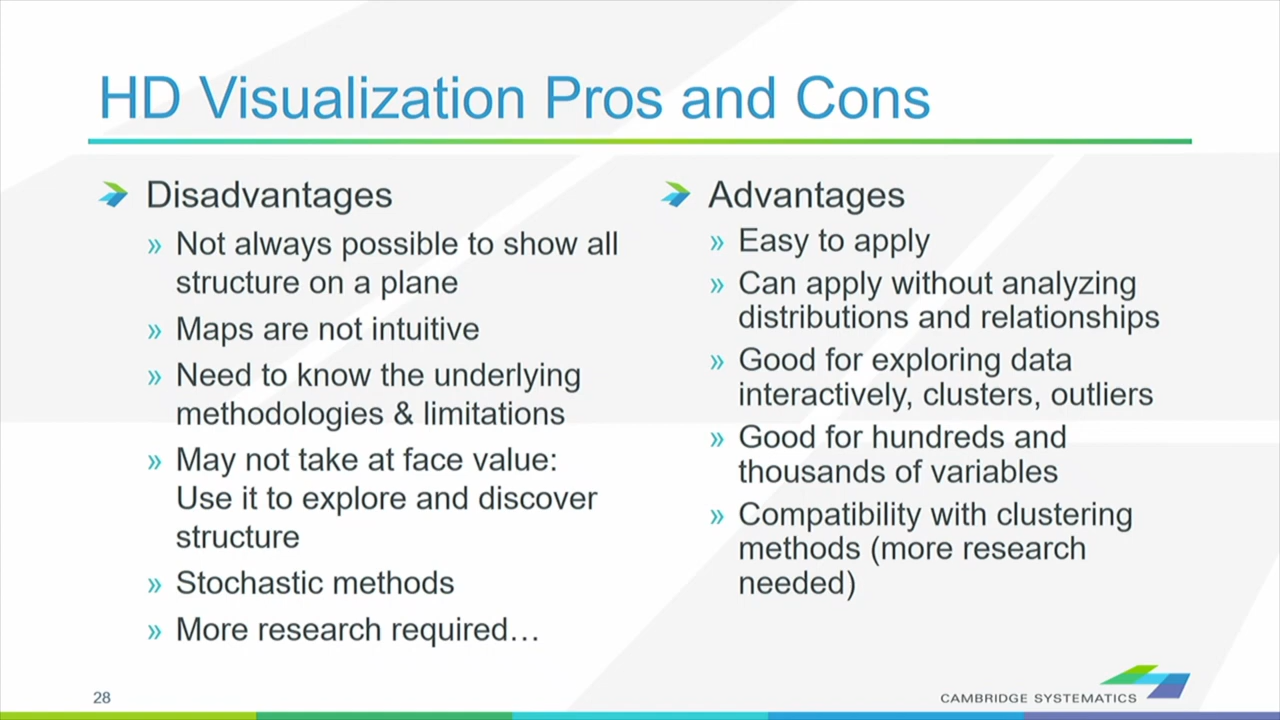 HD Visualization Pros and Cons
Disadvantages
» Not always possible to show all
structure on a plane
» Maps are not intuitive
» Need to know the underlying
methodologies & limitations
» May not take at face value:
Use it to explore and discover
structure
» Stochastic methods
» More research required…
Advantages
» Easy to apply
» Can apply without analyzing
distributions and relationships
» Good for exploring data
interactively, clusters, outliers
» Good for hundreds and
thousands of variables
» Compatibility with clustering
methods (more research
needed)
28
CAMBRIDGE SYSTEMATICS